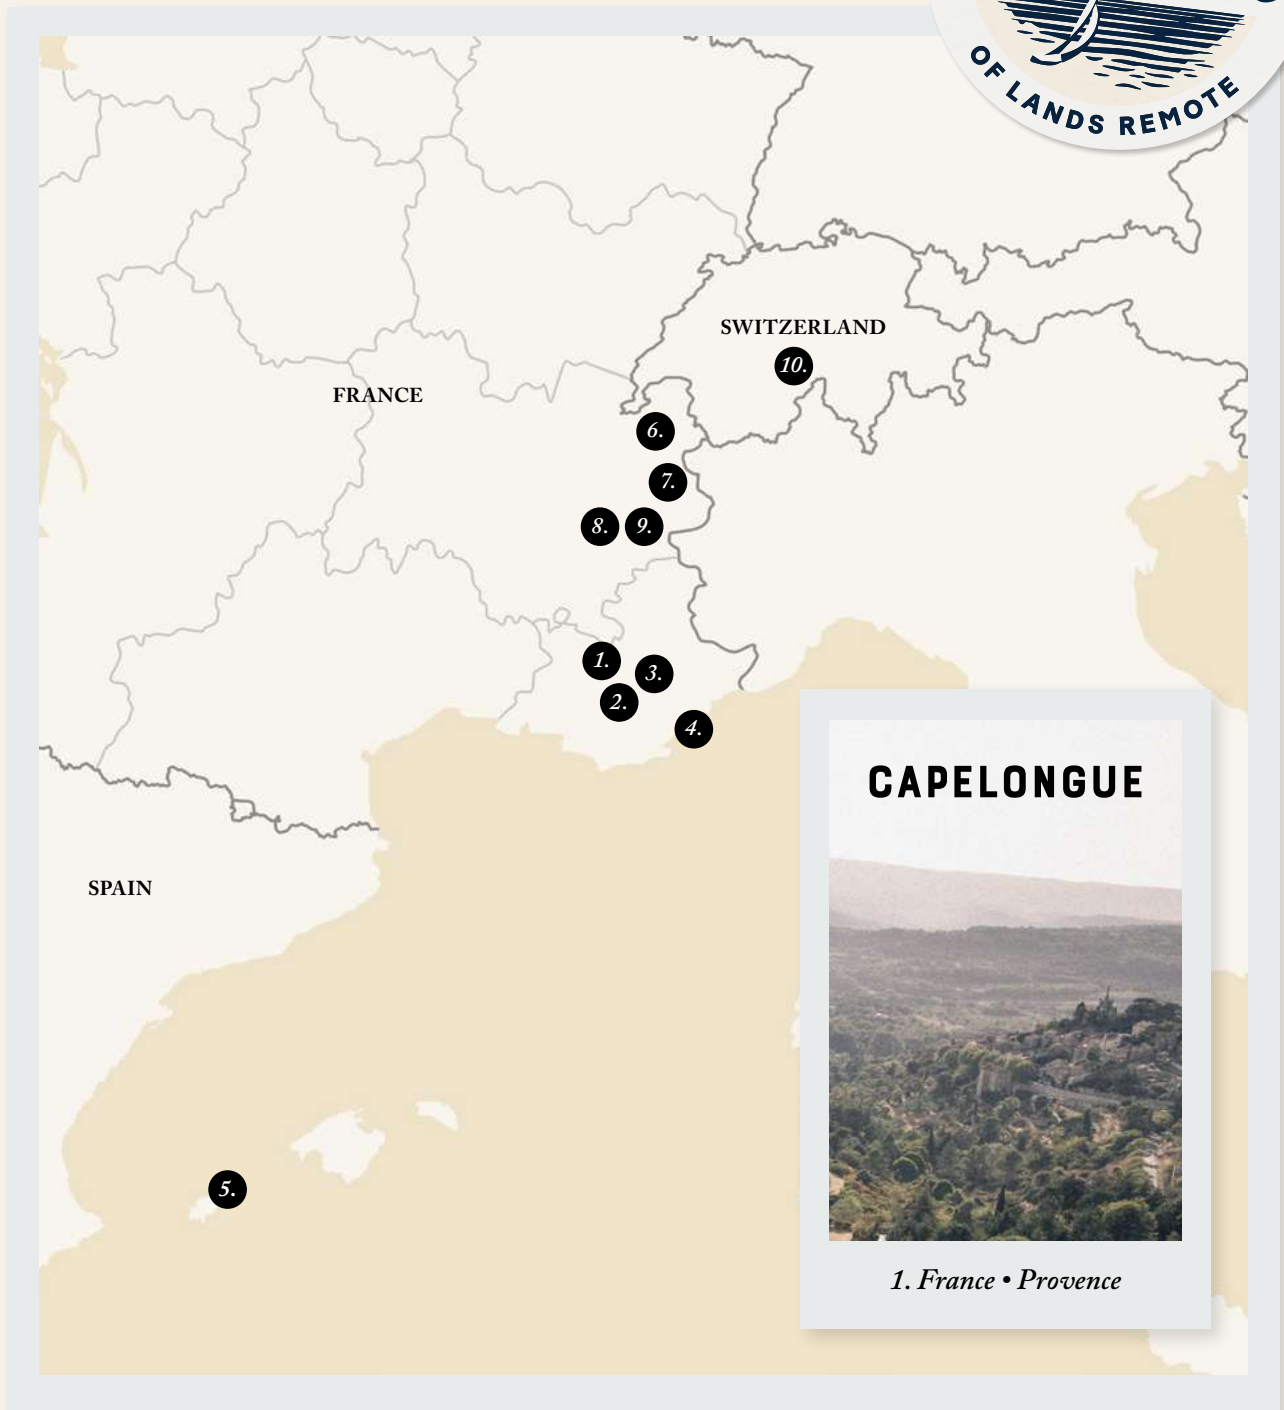 OF LANDS REMOTE
SWITZERLAND
10.
FRANCE
6.
7.
8.
9.
1.
3.
2.
4.
CAPELONGUE
SPAIN
5.
1. France • Provence